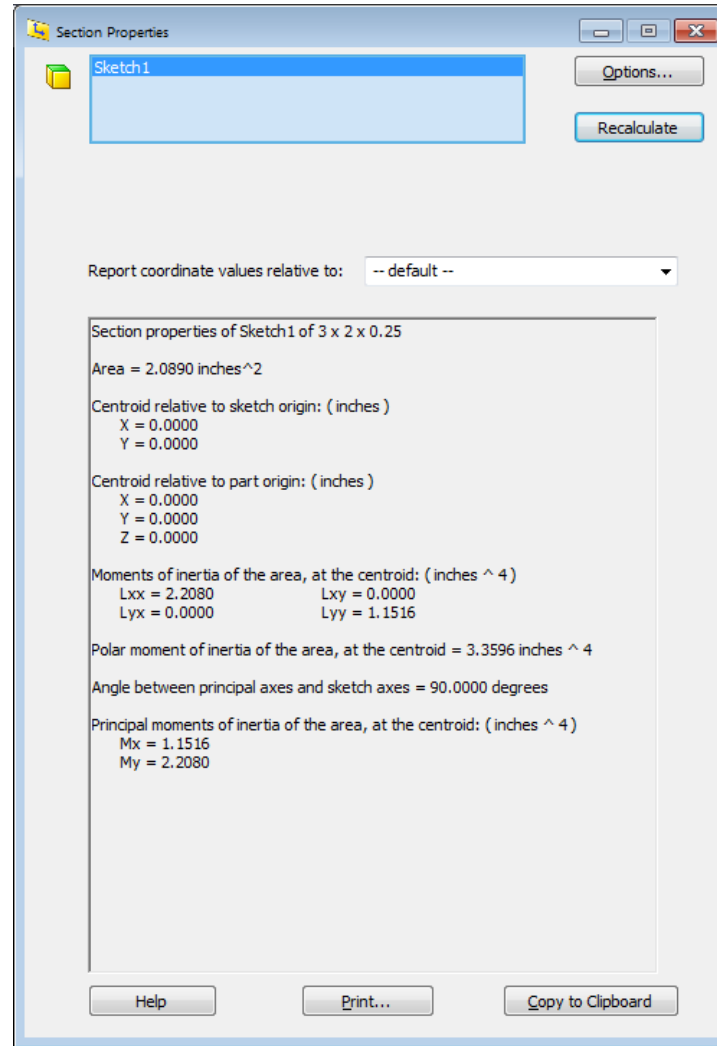 Section Properties
Sketch1
Options...
Recalculate
Report coordinate values relative to: -- default --
Section properties of Sketch1 of 3 x 2 x 0.25
Area = 2.0890 inches^2
Centroid relative to sketch origin: ( inches )
X = 0.0000
Y = 0.0000
Centroid relative to part origin: ( inches )
X = 0.0000
Y = 0.0000
Z = 0.0000
Moments of inertia of the area, at the centroid: ( inches ^ 4 )
Lxx = 2.2080 Lxy = 0.0000
Lyx = 0.0000 Lyy = 1.1516
Polar moment of inertia of the area, at the centroid = 3.3596 inches ^ 4
Angle between principal axes and sketch axes = 90.0000 degrees
Principal moments of inertia of the area, at the centroid: ( inches ^ 4 )
Mx = 1.1516
My = 2.2080
Help Print... Copy to Clipboard